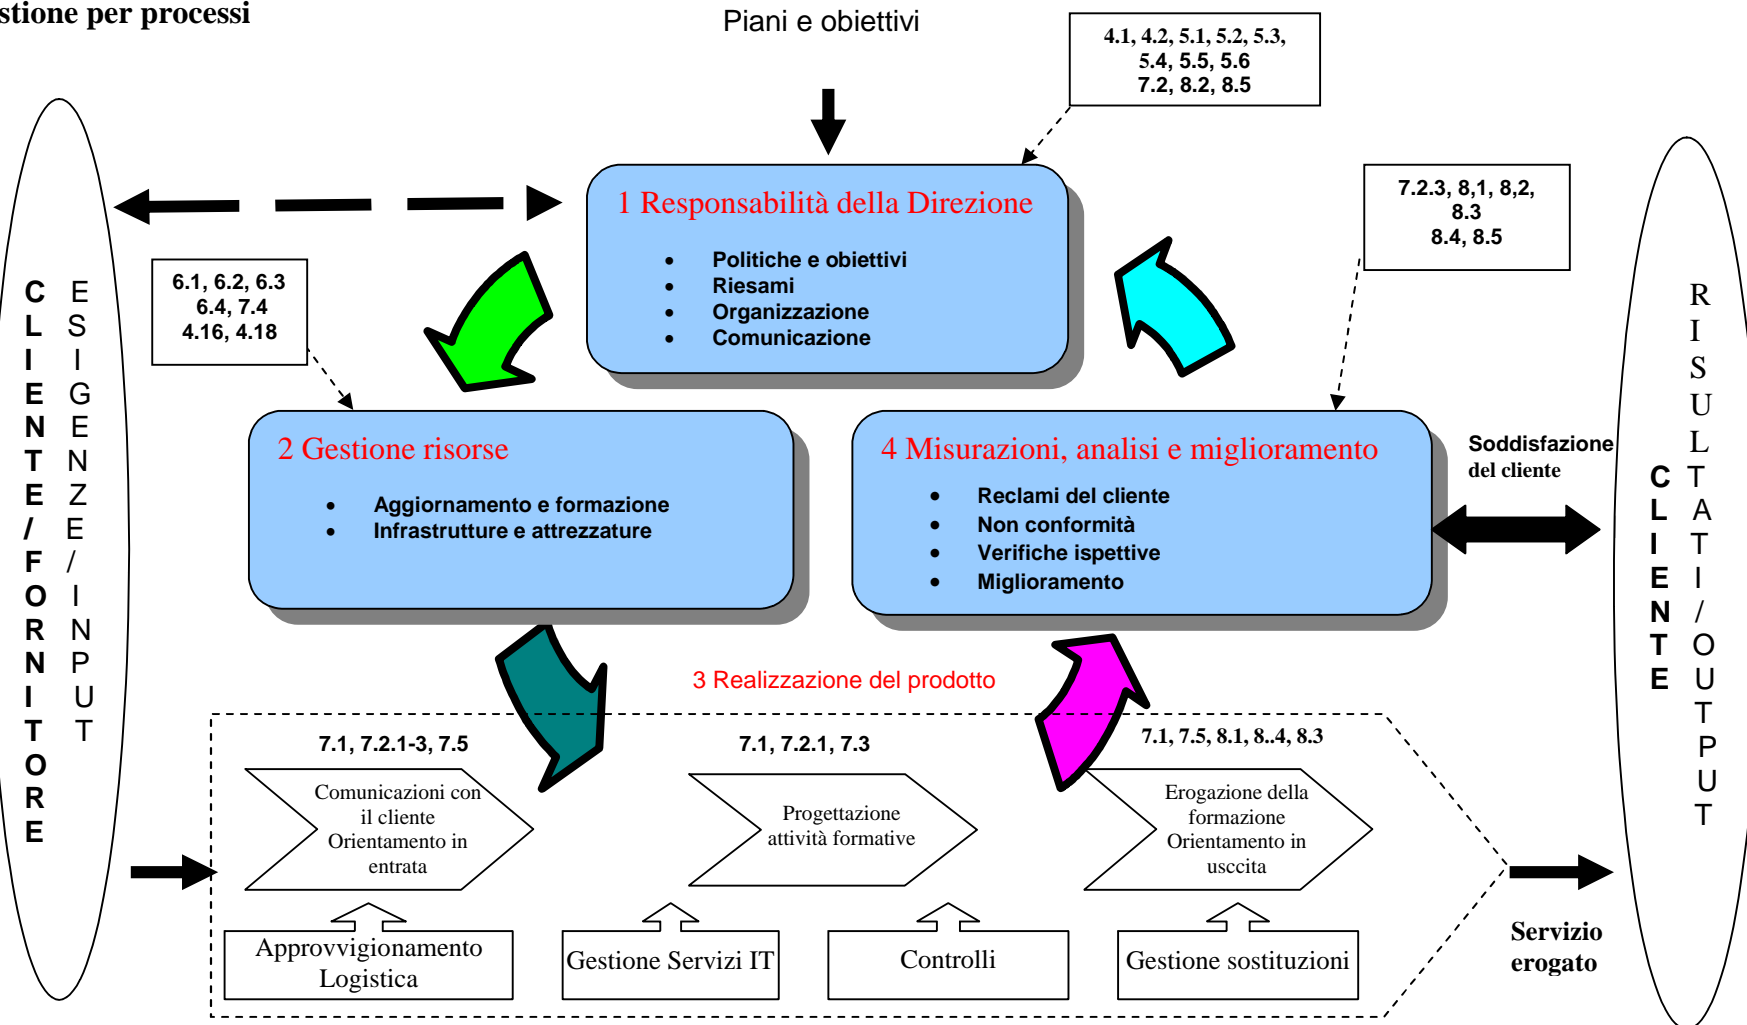 stione per processi
Piani e obiettivi
4.1, 4.2, 5.1, 5.2, 5.3,
5.4, 5.5, 5.6
7.2, 8.2, 8.5
7.2.3, 8,1, 8,2,
8.3
8.4, 8.5
1 Responsabilità della Direzione
• Politiche e obiettivi
• Riesami
• Organizzazione
• Comunicazione
6.1, 6.2, 6.3
6.4, 7.4
4.16, 4.18
CLIENTE/FORNITORE
ESIGENZE/INPUT
2 Gestione risorse
• Aggiornamento e formazione
• Infrastrutture e attrezzature
4 Misurazioni, analisi e miglioramento
• Reclami del cliente
• Non conformità
• Verifiche ispettive
• Miglioramento
Soddisfazione
del cliente
CLIENTE
RISULTATI/OUTPUT
3 Realizzazione del prodotto
7.1, 7.2.1-3, 7.5
7.1, 7.2.1, 7.3
7.1, 7.5, 8.1, 8..4, 8.3
Comunicazioni con
il cliente
Orientamento in
entrata
Progettazione
attività formative
Erogazione della
formazione
Orientamento in
usccita
Approvvigionamento
Logistica
Gestione Servizi IT
Controlli
Gestione sostituzioni
Servizio
erogato